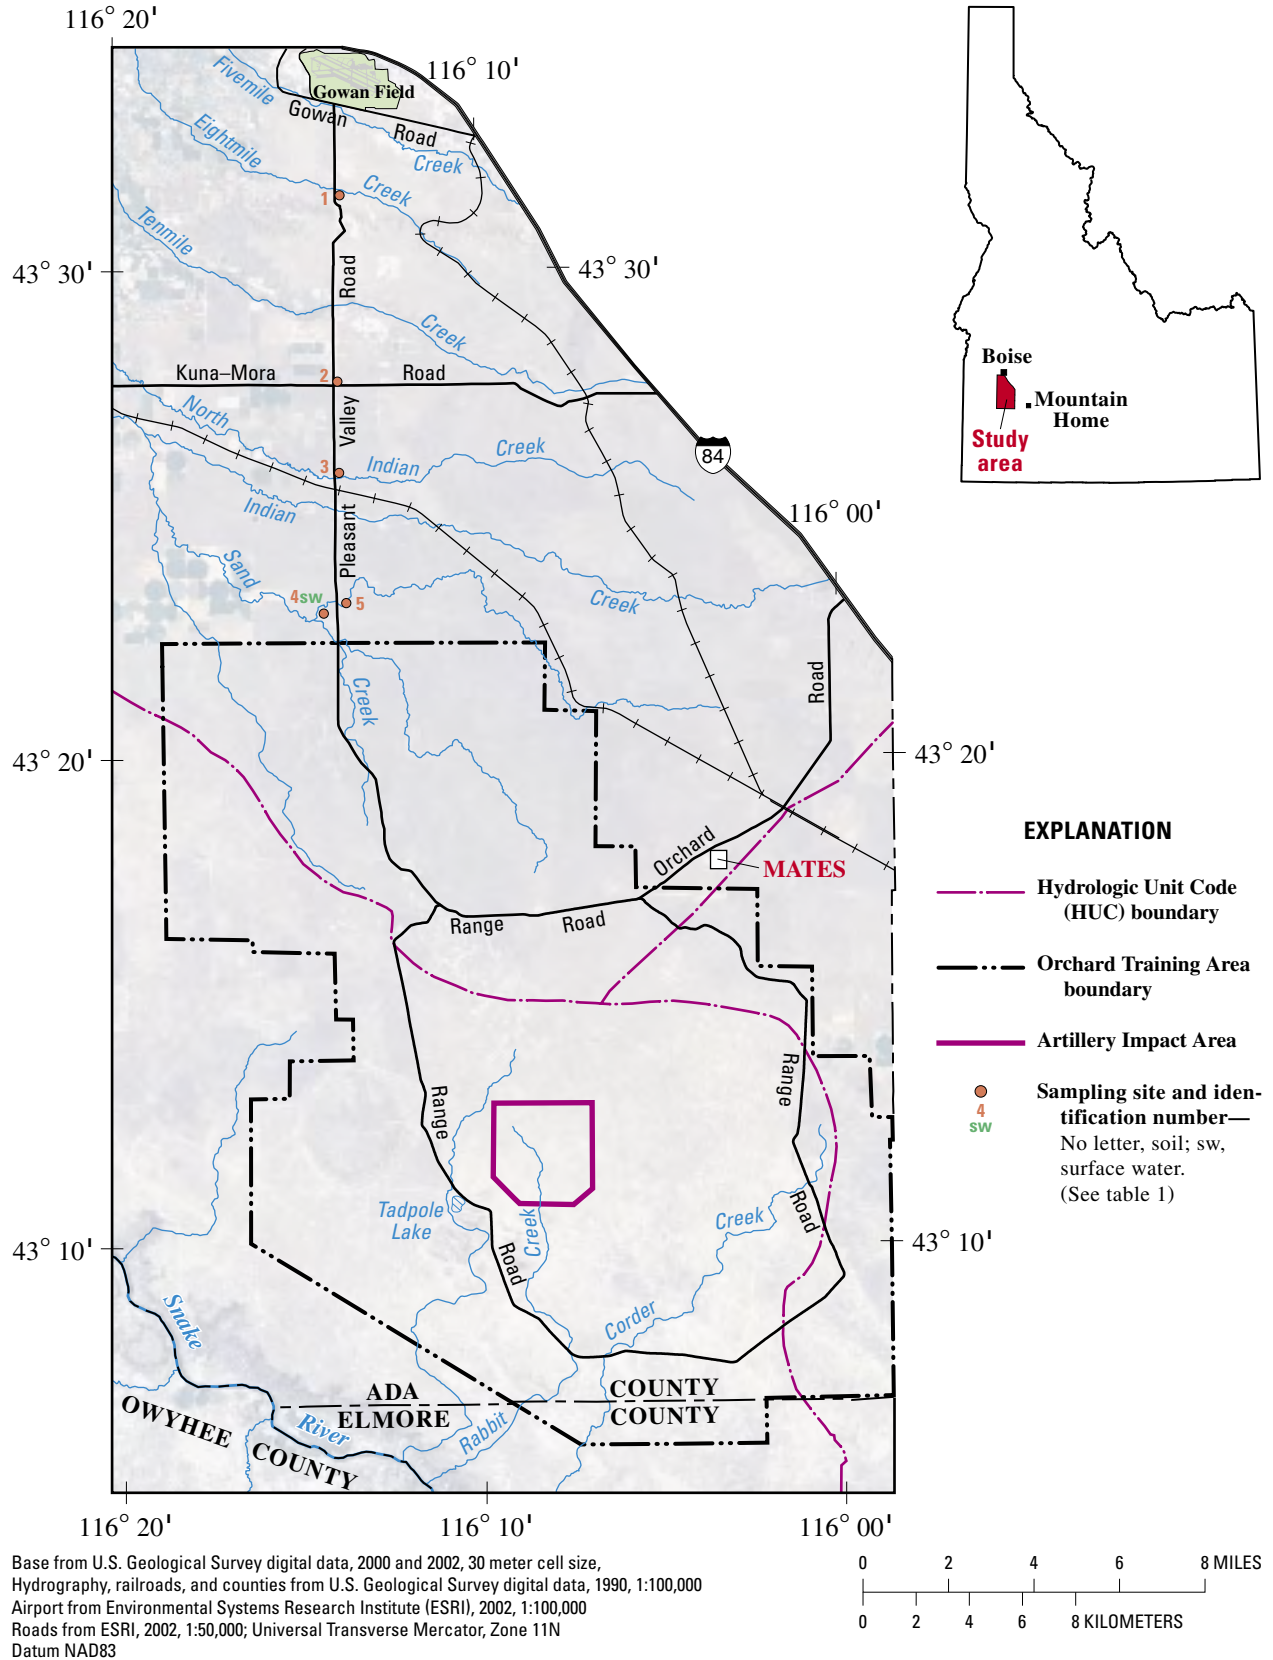 116° 20'
116° 10'
Gowan Field
Fivemile
Gowan
Road
Creek
Eightmile
Creek
1
Tenmile
43° 30'
43° 30'
Road
Creek
Boise
Mountain
Home
Study
area
Kuna–Mora
2
Road
North
Valley
3
Indian
Creek
84
Indian
116° 00'
Pleasant
Sand
4sw
5
Creek
Road
Creek
43° 20'
43° 20'
Orchard
MATES
Range
Road
EXPLANATION
Hydrologic Unit Code
(HUC) boundary
Orchard Training Area
boundary
Artillery Impact Area
4
sw
Sampling site and iden-
tification number—
No letter, soil; sw,
surface water.
(See table 1)
Range
Range
Tadpole
Lake
Creek
Creek
Road
Road
43° 10'
43° 10'
Snake
Corder
ADA
COUNTY
ELMORE
COUNTY
OWYHEE
COUNTY
River
Rabbit
116° 20'
116° 10'
116° 00'
Base from U.S. Geological Survey digital data, 2000 and 2002, 30 meter cell size,
Hydrography, railroads, and counties from U.S. Geological Survey digital data, 1990, 1:100,000
Airport from Environmental Systems Research Institute (ESRI), 2002, 1:100,000
Roads from ESRI, 2002, 1:50,000; Universal Transverse Mercator, Zone 11N
Datum NAD83
0 2 4 6 8 MILES
0 2 4 6 8 KILOMETERS